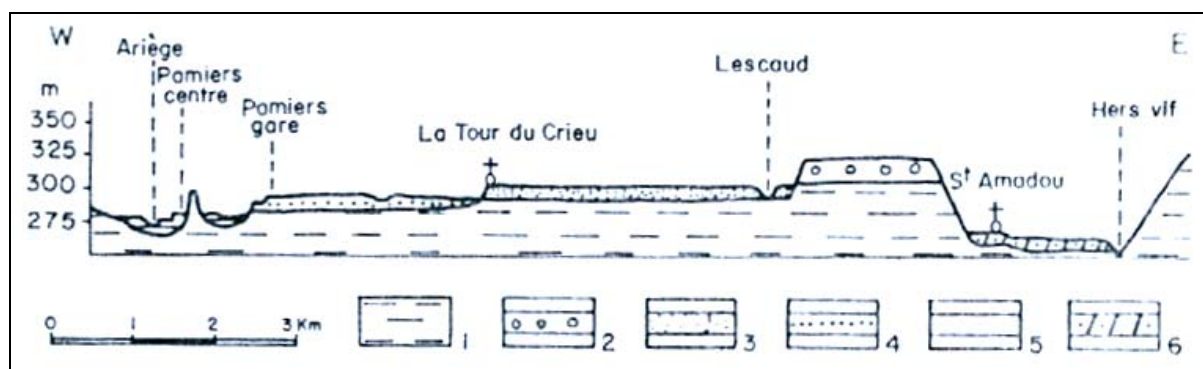 W E
Ariège
Pamiers
centre
Pamiers
gare
La Tour du Crieu
Lescaud
Hers vif
St Amadou
m
350
325
300
275
0 1 2 3 Km
1 2 3 4 5 6